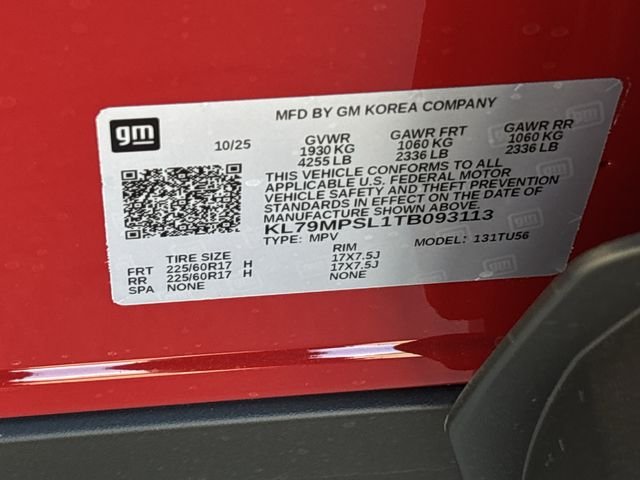 MFD BY GM KOREA COMPANY
gm
10/25 GVWR GAWR FRT GAWR RR
1930 KG 1060 KG 1060 KG
4255 LB 2336 LB 2336 LB
THIS VEHICLE CONFORMS TO ALL
APPLICABLE U.S. FEDERAL MOTOR
VEHICLE SAFETY AND THEFT PREVENTION
STANDARDS IN EFFECT ON THE DATE OF
MANUFACTURE SHOWN ABOVE.
KL79MPSL1TB093113
TYPE: MPV MODEL: 131TU56
TIRE SIZE RIM
FRT 225/60R17 H 17X7.5J
RR 225/60R17 H 17X7.5J
SPA NONE NONE